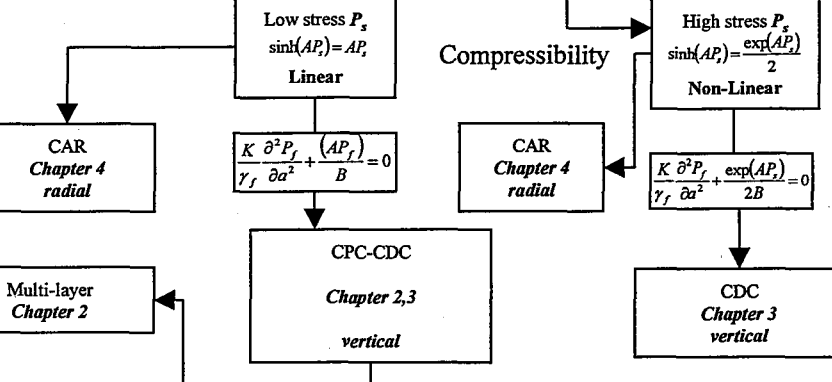 Low stress P_s
sinh(AP_s)=AP_s
Linear
Compressibility
High stress P_s
sinh(AP_s)=exp(AP_s)/2
Non-Linear
CAR
Chapter 4
radial
K/γ_f ∂²P_f/∂a² + (AP_f)/B =0
CAR
Chapter 4
radial
K/γ_f ∂²P_f/∂a² + exp(AP_s)/2B =0
CPC-CDC
Chapter 2,3
vertical
Multi-layer
Chapter 2
CDC
Chapter 3
vertical